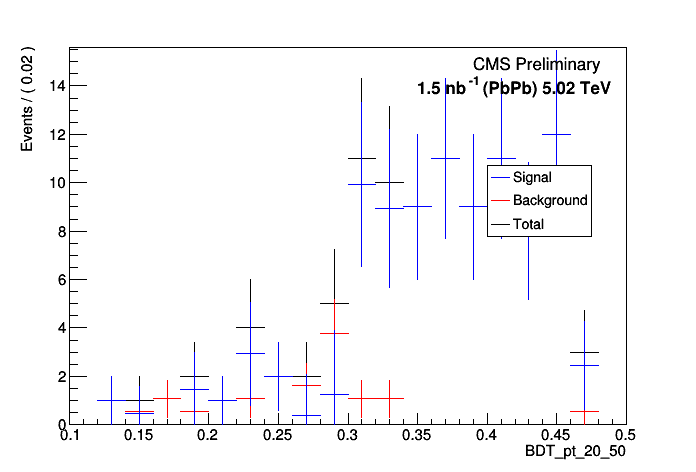 CMS Preliminary
1.5 nb-1 (PbPb) 5.02 TeV
Events / ( 0.02 )
14
12
10
8
6
4
2
0
Signal
Background
Total
0.1 0.15 0.2 0.25 0.3 0.35 0.4 0.45 0.5
BDT_pt_20_50